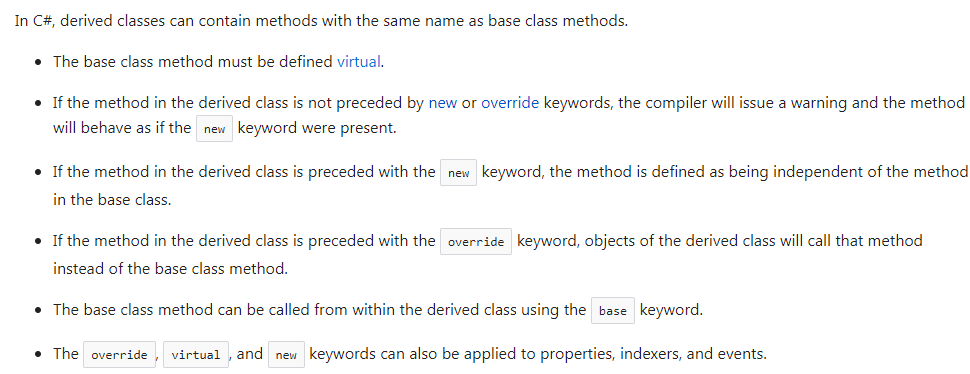 In C#, derived classes can contain methods with the same name as base class methods.
• The base class method must be defined virtual.
• If the method in the derived class is not preceded by new or override keywords, the compiler will issue a warning and the method
will behave as if the new keyword were present.
• If the method in the derived class is preceded with the new keyword, the method is defined as being independent of the method
in the base class.
• If the method in the derived class is preceded with the override keyword, objects of the derived class will call that method
instead of the base class method.
• The base class method can be called from within the derived class using the base keyword.
• The override, virtual, and new keywords can also be applied to properties, indexers, and events.